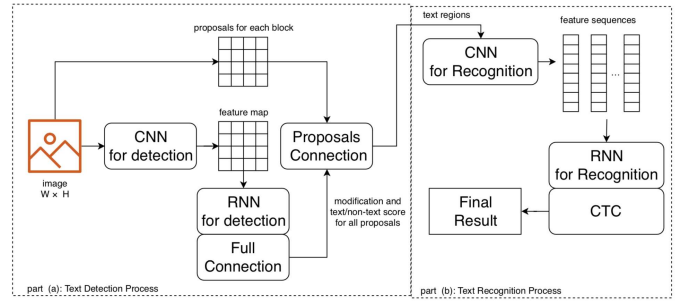 proposals for each block
text regions
feature sequences
CNN
for Recognition
...
feature map
CNN
for detection
Proposals
Connection
image
W × H
RNN
for detection
Full
Connection
modification and
text/non-text score
for all proposals
RNN
for Recognition
CTC
Final
Result
part (a): Text Detection Process
part (b): Text Recognition Process